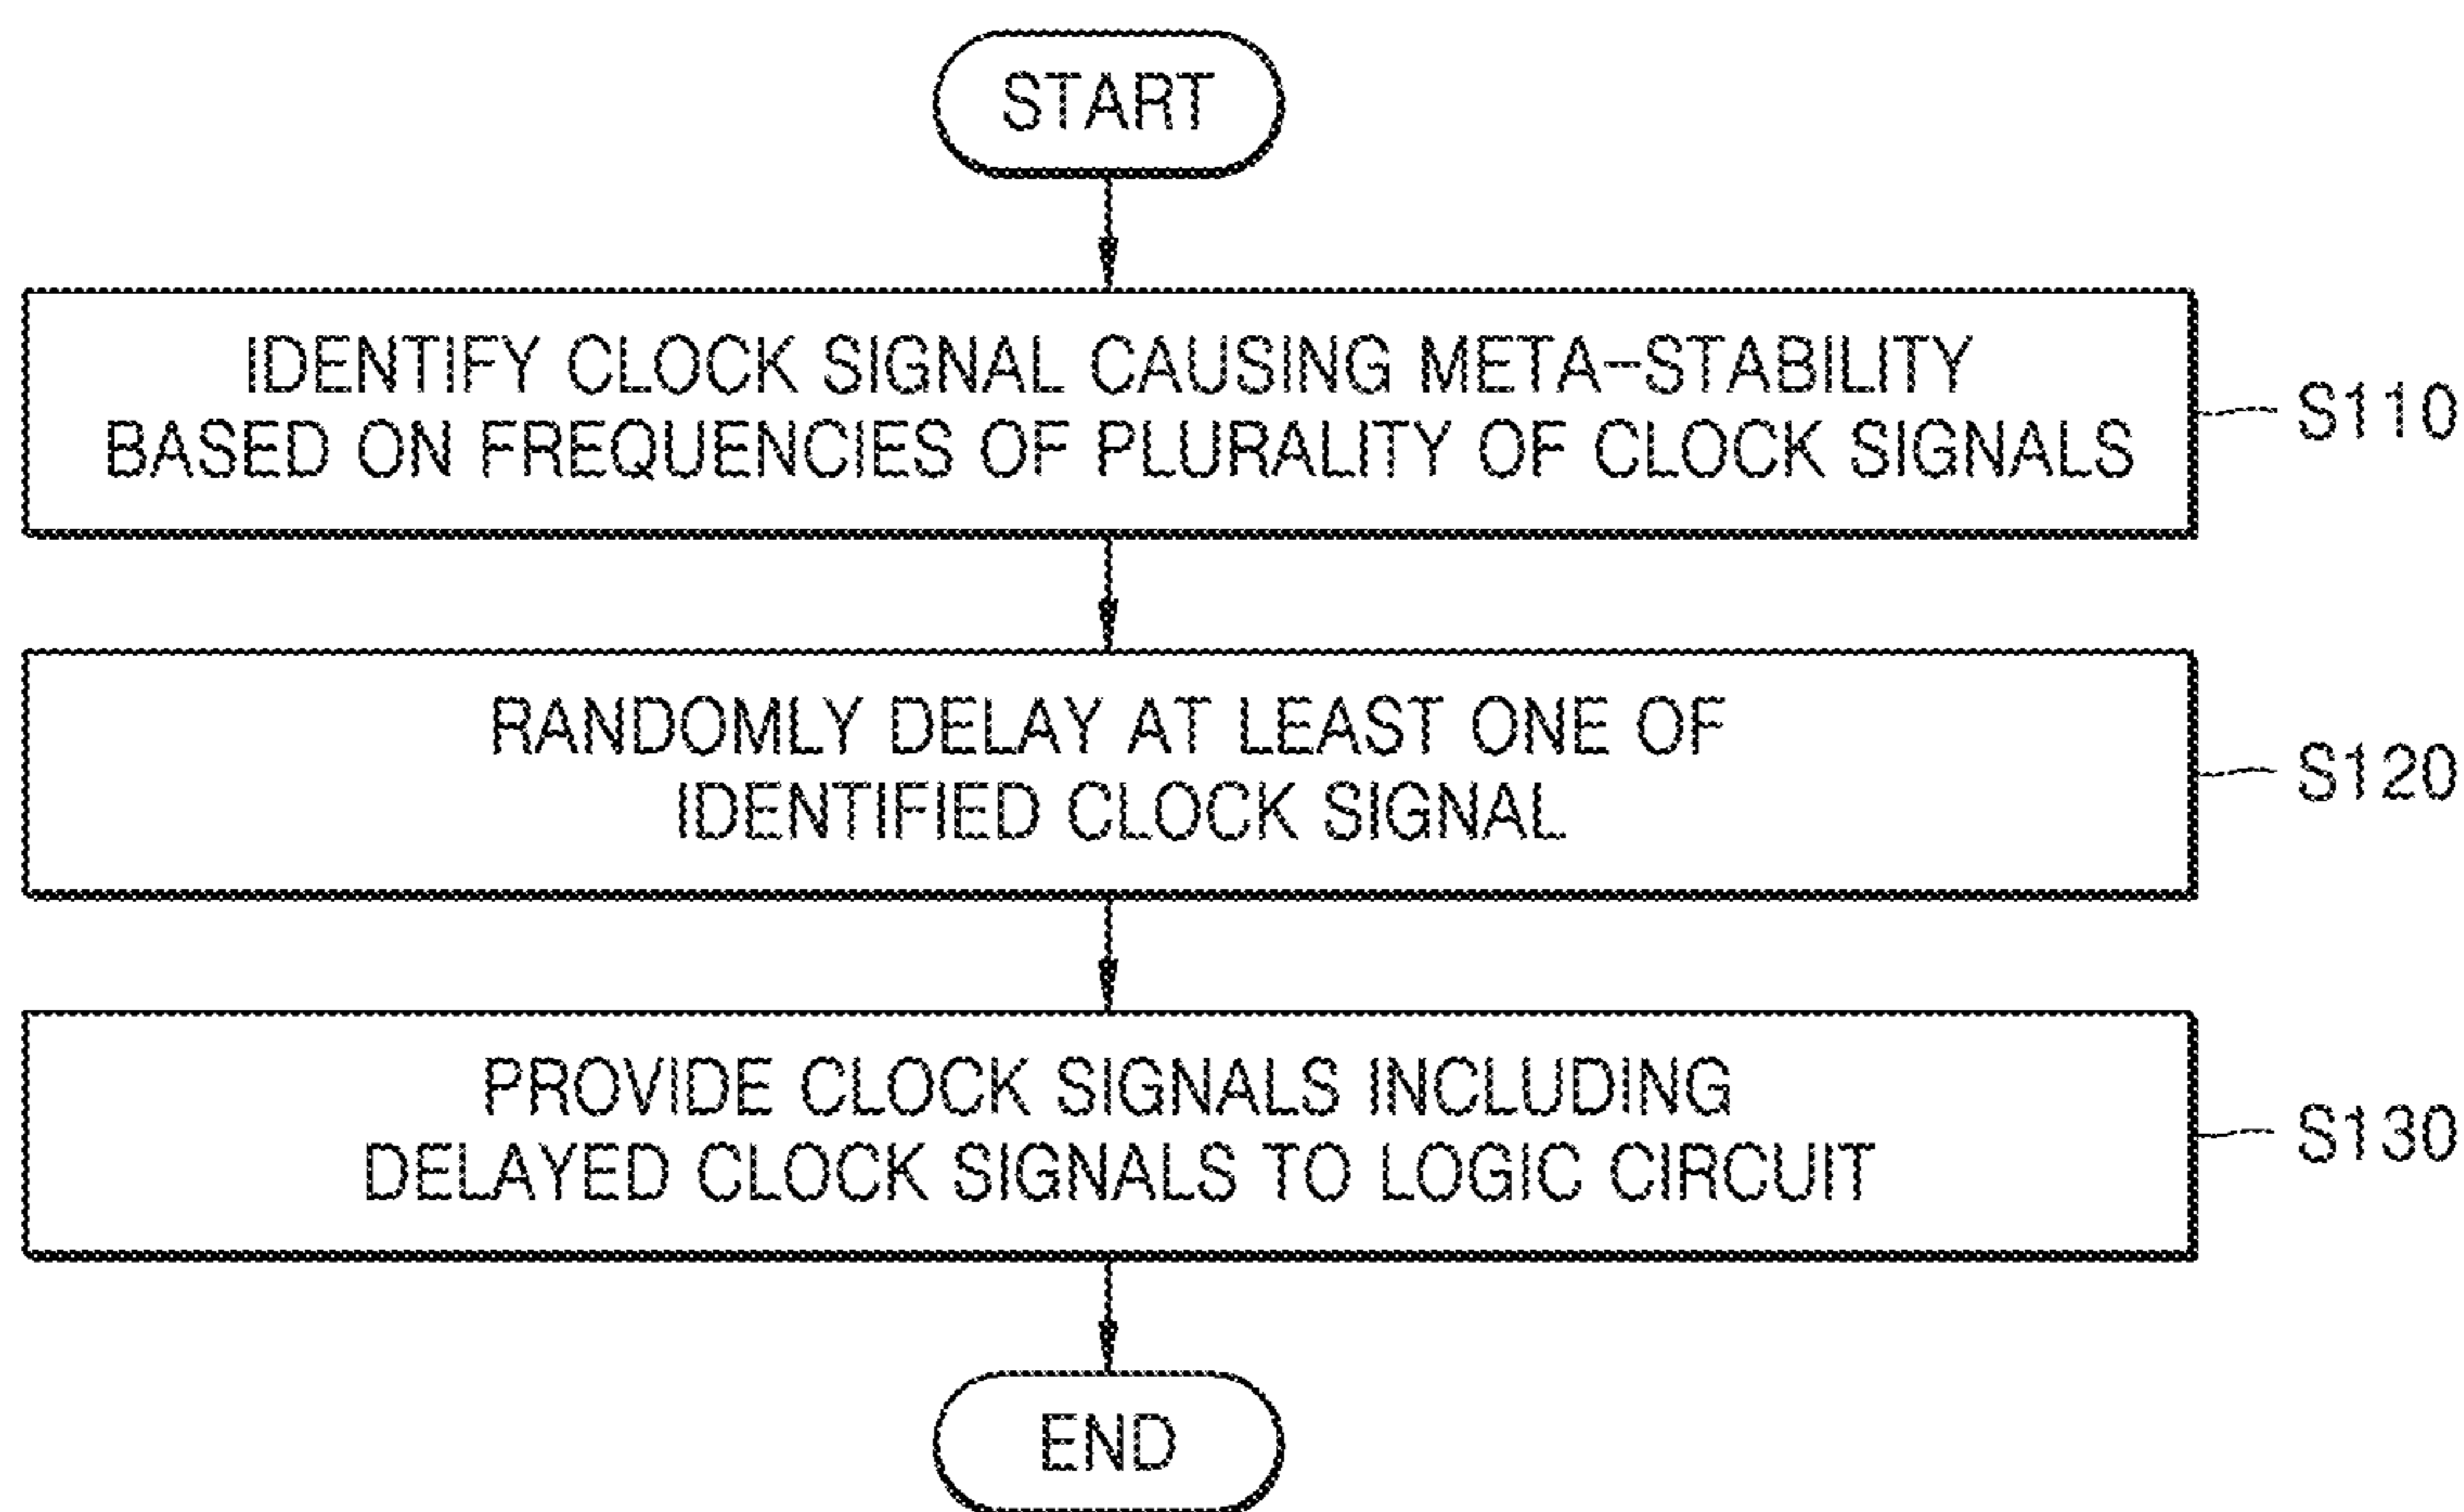 START
IDENTIFY CLOCK SIGNAL CAUSING META-STABILITY
BASED ON FREQUENCIES OF PLURALITY OF CLOCK SIGNALS
S110
RANDOMLY DELAY AT LEAST ONE OF
IDENTIFIED CLOCK SIGNAL
S120
PROVIDE CLOCK SIGNALS INCLUDING
DELAYED CLOCK SIGNALS TO LOGIC CIRCUIT
S130
END